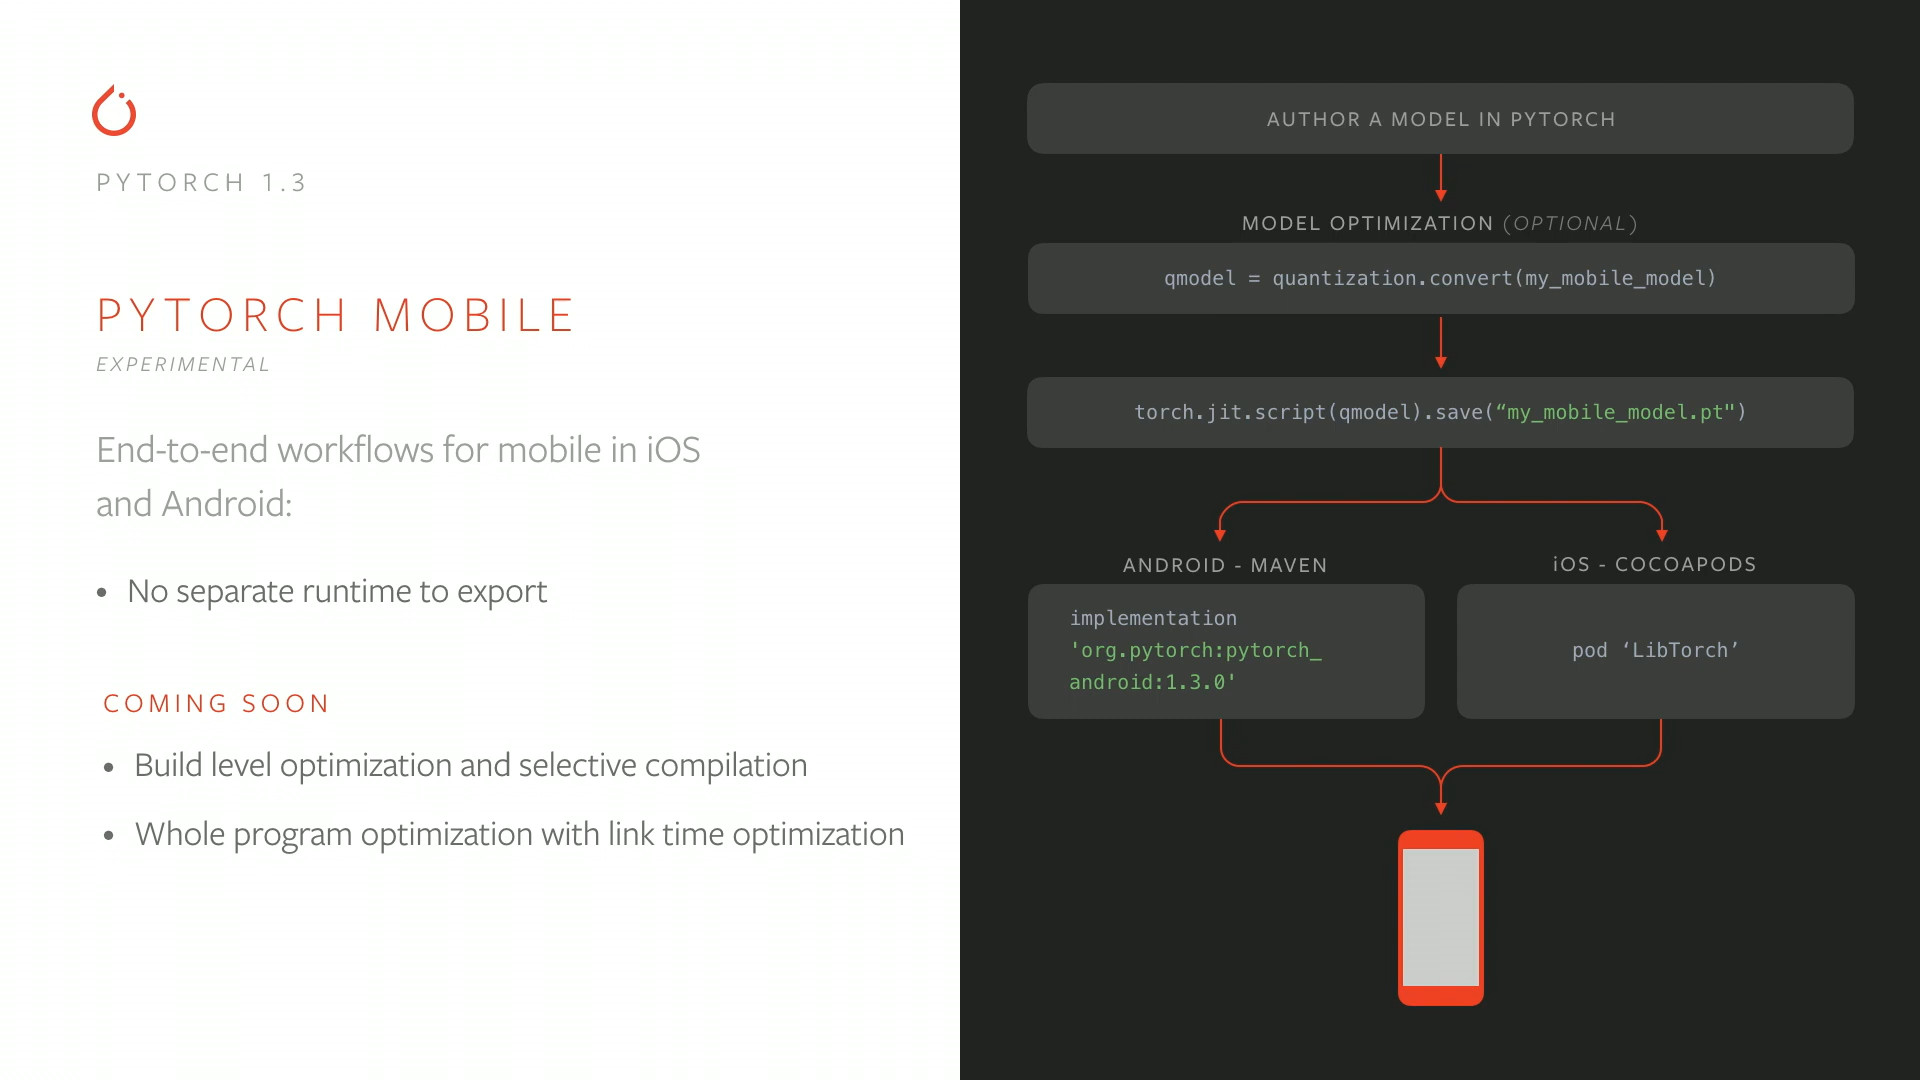 PYTORCH 1.3
PYTORCH MOBILE
EXPERIMENTAL
End-to-end workflows for mobile in iOS
and Android:
• No separate runtime to export
COMING SOON
• Build level optimization and selective compilation
• Whole program optimization with link time optimization
AUTHOR A MODEL IN PYTORCH
MODEL OPTIMIZATION (OPTIONAL)
qmodel = quantization.convert(my_mobile_model)
torch.jit.script(qmodel).save(“my_mobile_model.pt")
ANDROID - MAVEN
implementation
'org.pytorch:pytorch_
android:1.3.0'
iOS - COCOAPODS
pod ‘LibTorch’